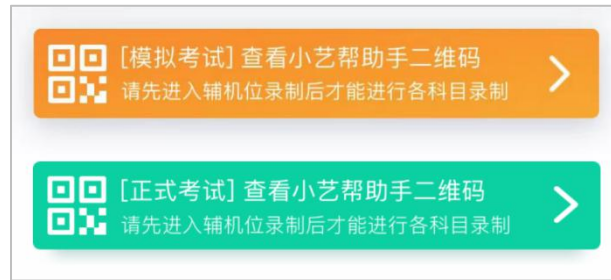 [模拟考试] 查看小艺帮助手二维码
请先进入辅机位录制后才能进行各科目录制
[正式考试] 查看小艺帮助手二维码
请先进入辅机位录制后才能进行各科目录制